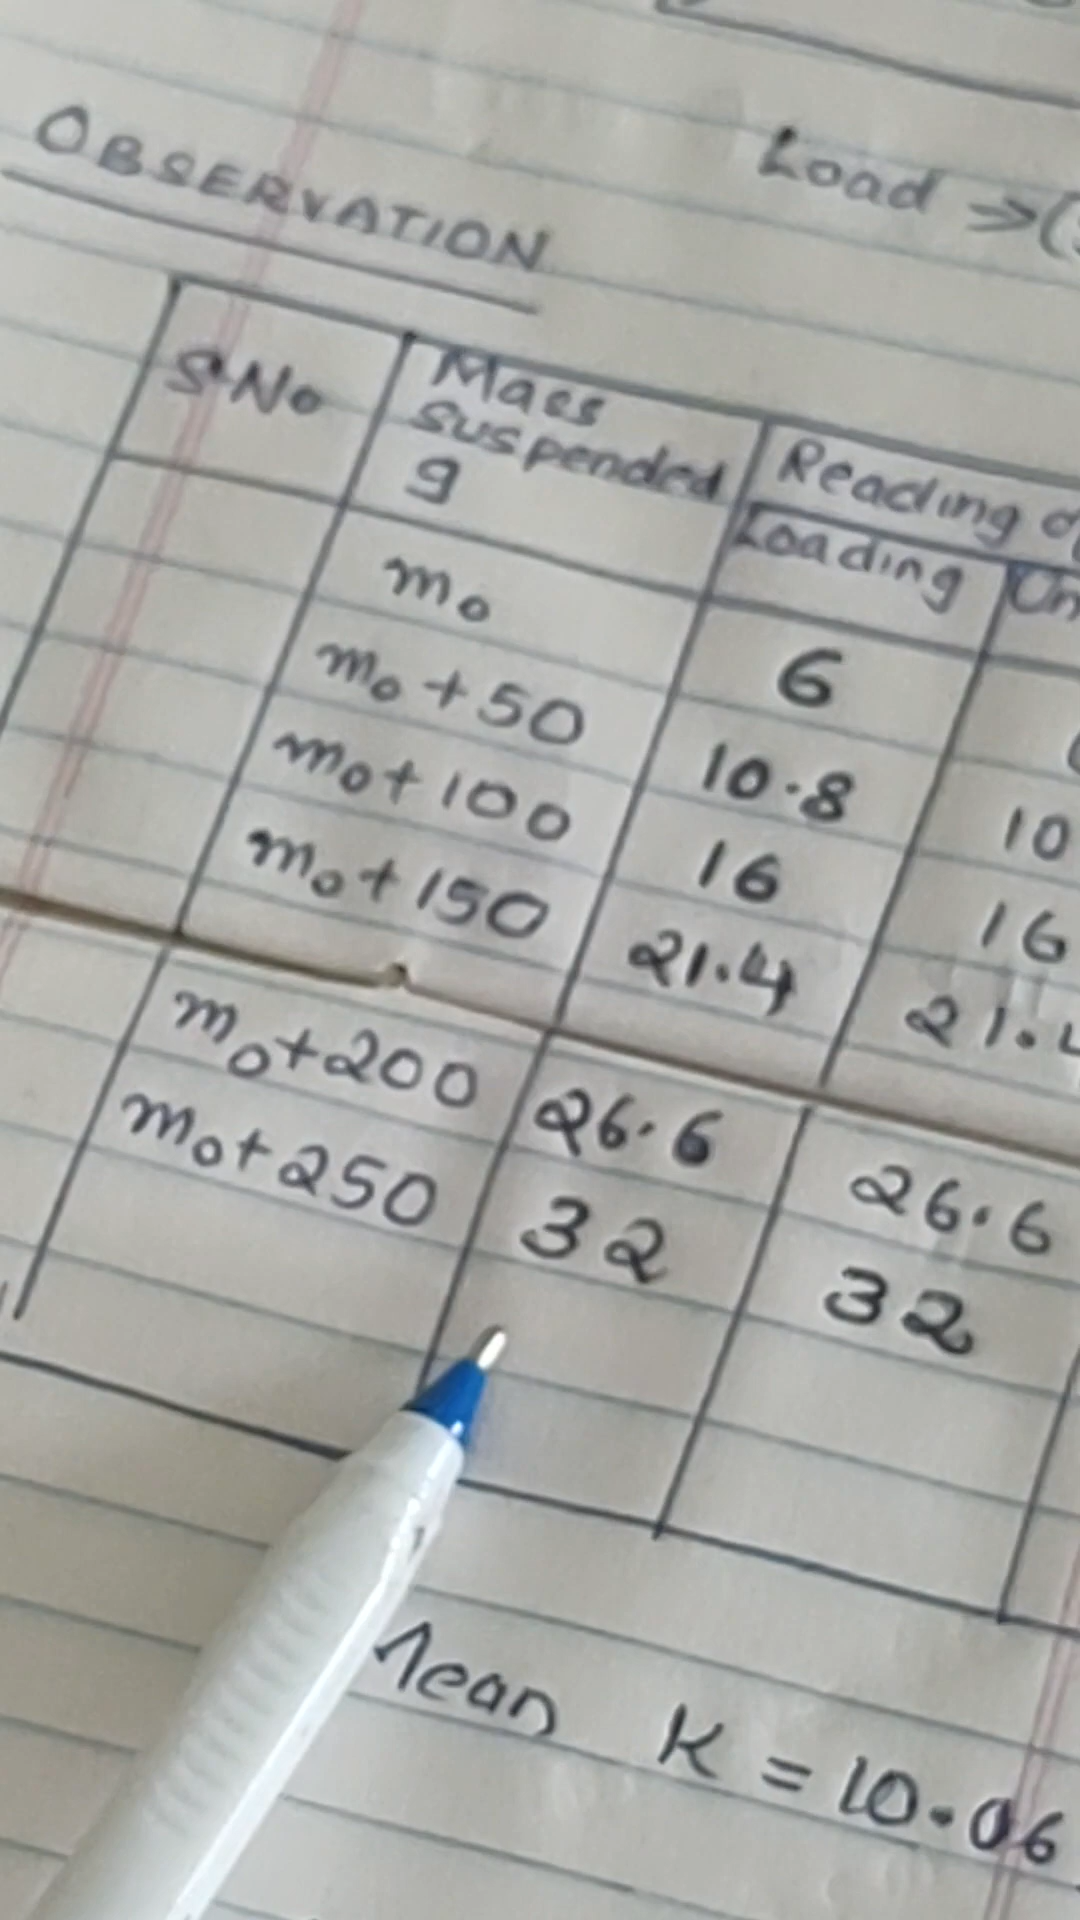 Load →(
OBSERVATION
S.No
Mass suspended g
Reading
Loading
m₀ 6
m₀ + 50 10.8 10
m₀ + 100 16 16
m₀ + 150 21.4 21.
m₀ + 200 26.6 26.6
m₀ + 250 32 32
Mean K = 10.06